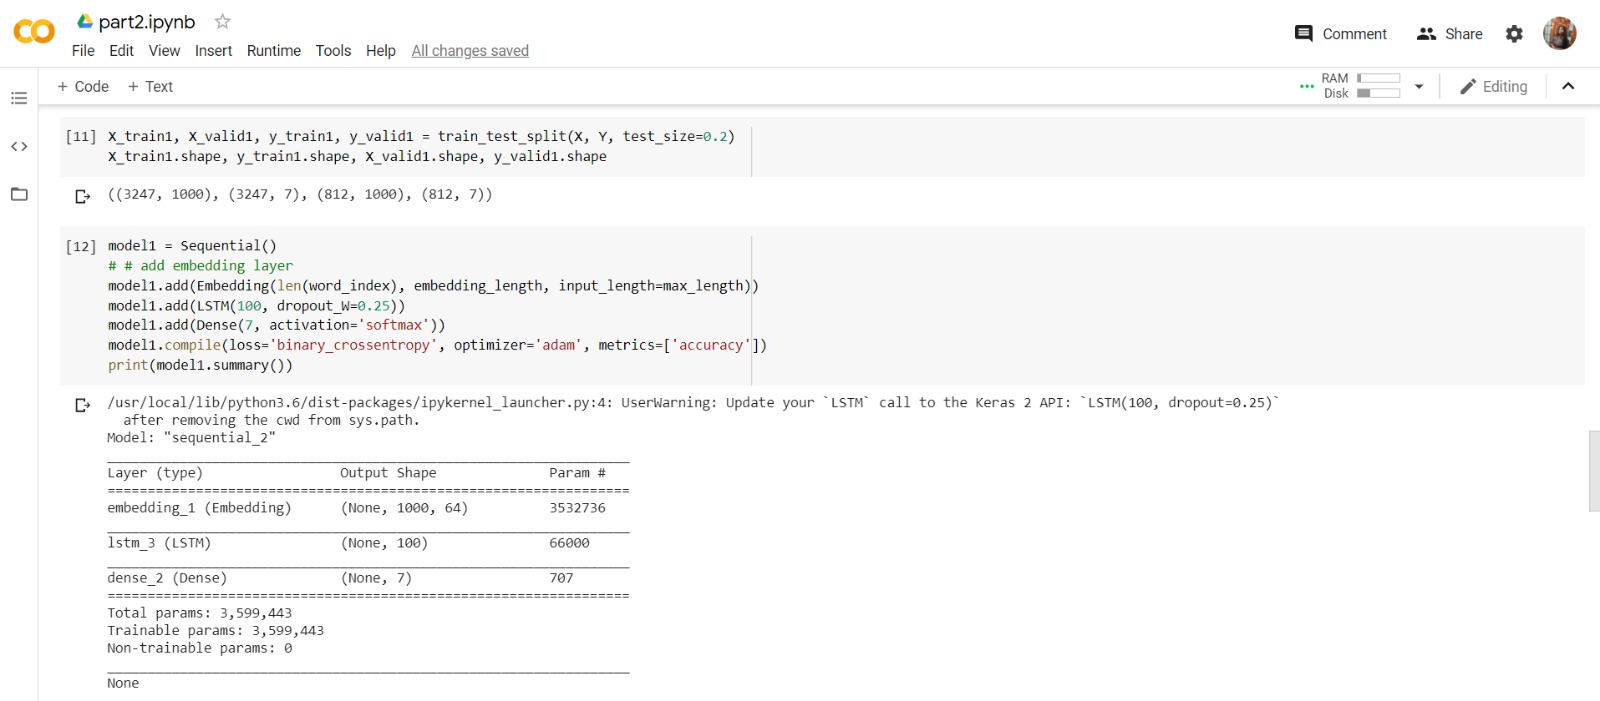 part2.ipynb
File Edit View Insert Runtime Tools Help All changes saved
Comment Share
+ Code + Text
RAM
Disk
Editing
[11] X_train1, X_valid1, y_train1, y_valid1 = train_test_split(X, Y, test_size=0.2)
X_train1.shape, y_train1.shape, X_valid1.shape, y_valid1.shape
((3247, 1000), (3247, 7), (812, 1000), (812, 7))
[12] model1 = Sequential()
# # add embedding layer
model1.add(Embedding(len(word_index), embedding_length, input_length=max_length))
model1.add(LSTM(100, dropout_W=0.25))
model1.add(Dense(7, activation='softmax'))
model1.compile(loss='binary_crossentropy', optimizer='adam', metrics=['accuracy'])
print(model1.summary())
/usr/local/lib/python3.6/dist-packages/ipykernel_launcher.py:4: UserWarning: Update your `LSTM` call to the Keras 2 API: `LSTM(100, dropout=0.25)`
after removing the cwd from sys.path.
Model: "sequential_2"
_________________________________________________________________
Layer (type) Output Shape Param #
=================================================================
embedding_1 (Embedding) (None, 1000, 64) 3532736
_________________________________________________________________
lstm_3 (LSTM) (None, 100) 66000
_________________________________________________________________
dense_2 (Dense) (None, 7) 707
=================================================================
Total params: 3,599,443
Trainable params: 3,599,443
Non-trainable params: 0
_________________________________________________________________
None